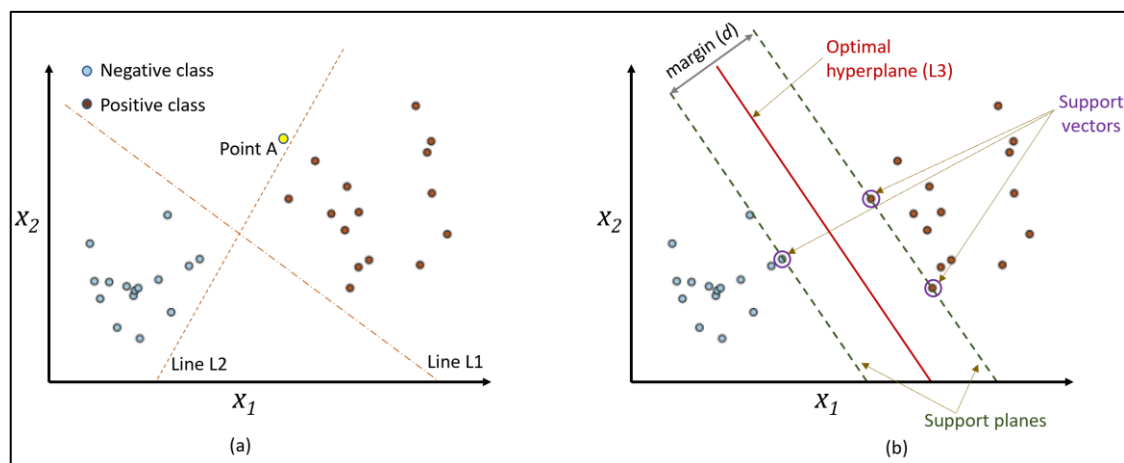 Negative class
Positive class
Point A
x2
Line L2
Line L1
x1
(a)
margin (d)
Optimal
hyperplane (L3)
Support
vectors
x2
x1
Support planes
(b)